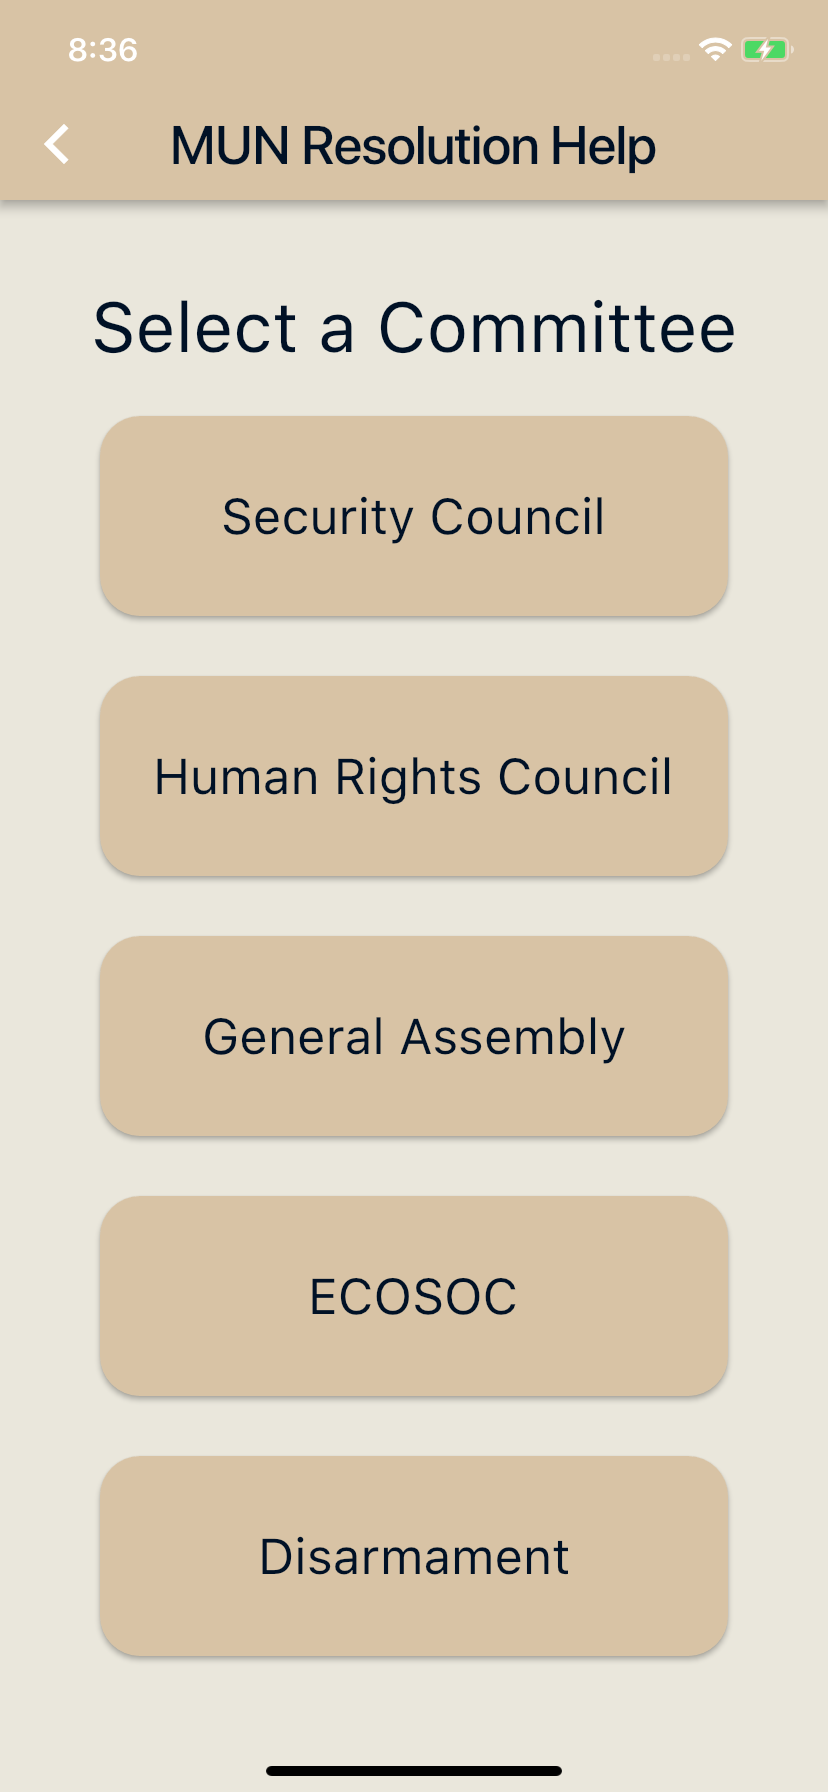 8:36
MUN Resolution Help
Select a Committee
Security Council
Human Rights Council
General Assembly
ECOSOC
Disarmament